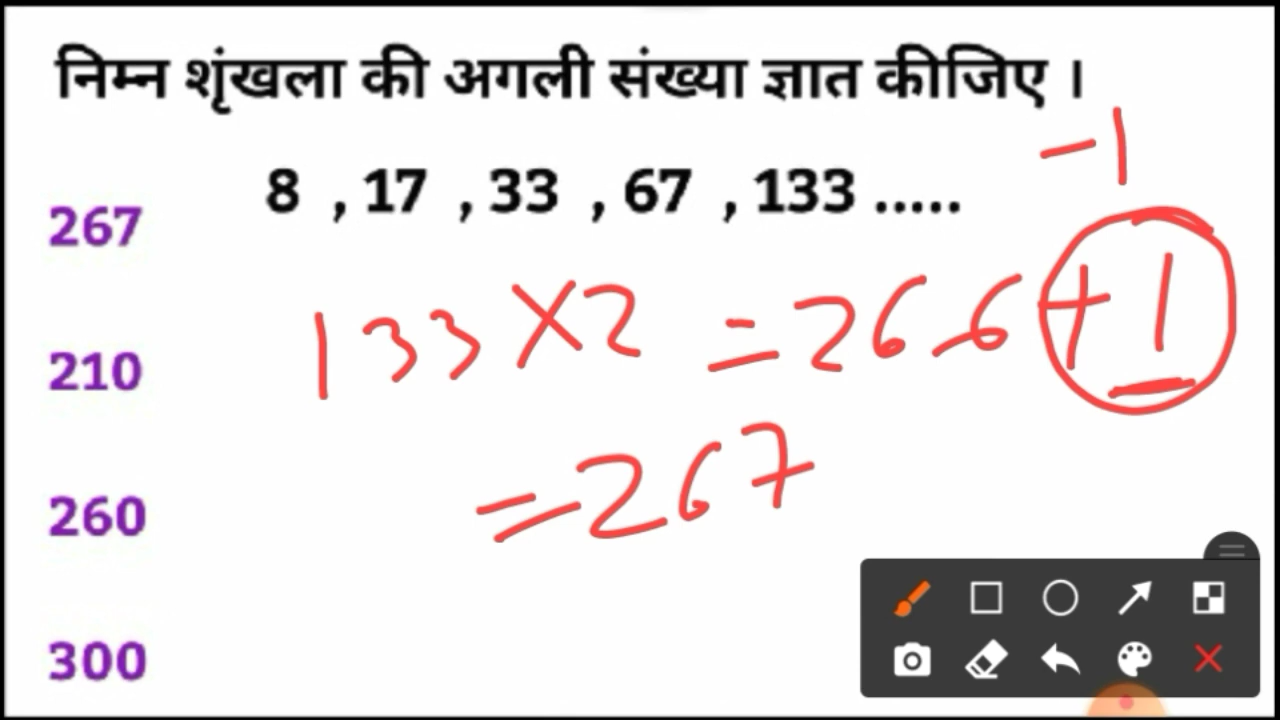 निम्न शृंखला की अगली संख्या ज्ञात कीजिए ।
8 , 17 , 33 , 67 , 133 .....
267
210
260
300
-1
133 × 2 = 266 + 1
= 267